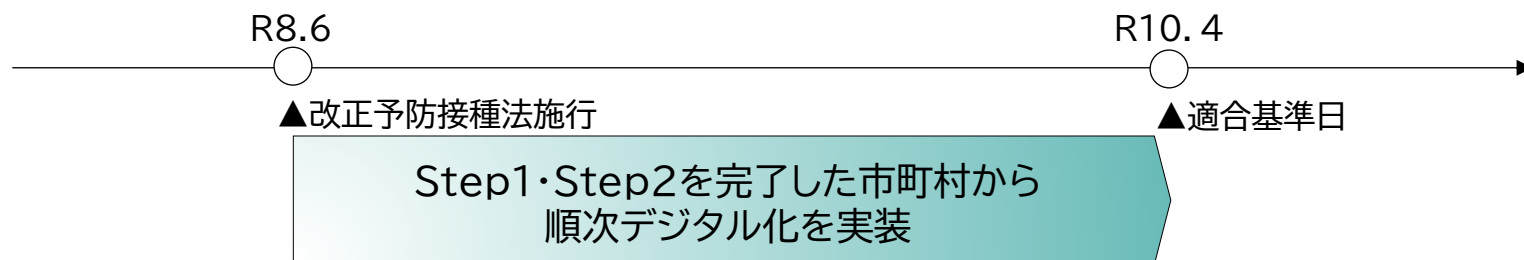 R8.6
R10.4
▲改正予防接種法施行
▲適合基準日
Step1・Step2を完了した市町村から
順次デジタル化を実装